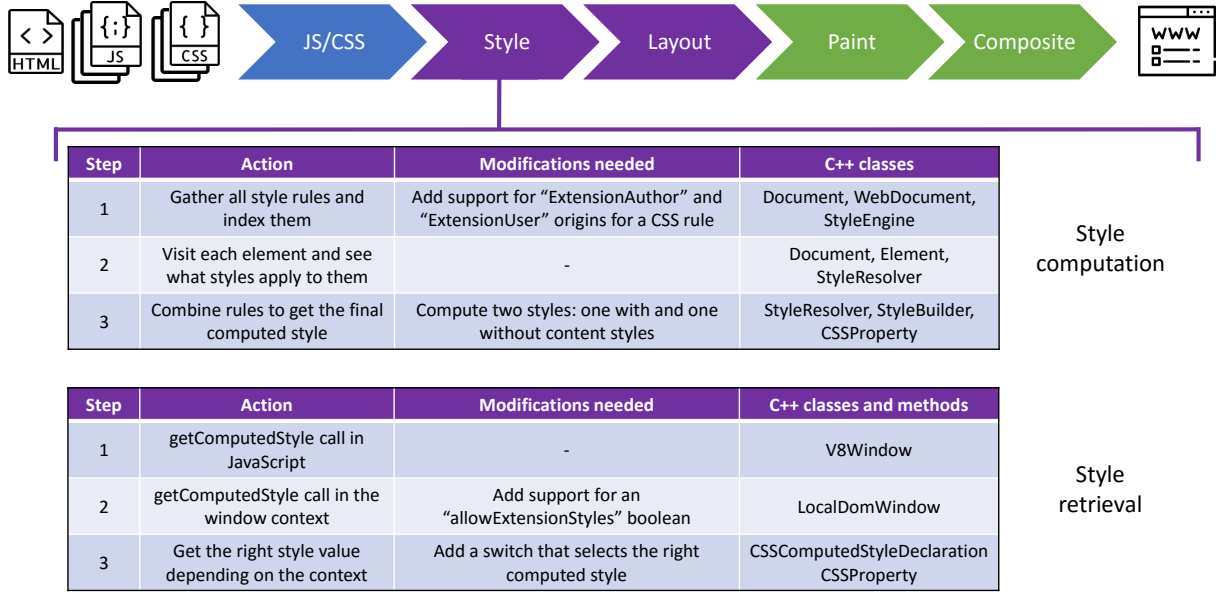 < >
HTML
{;}
JS
{ }
CSS
JS/CSS
Style
Layout
Paint
Composite
WWW
Step Action Modifications needed C++ classes
1
Gather all style rules and
index them
Add support for “ExtensionAuthor” and
“ExtensionUser” origins for a CSS rule
Document, WebDocument,
StyleEngine
2
Visit each element and see
what styles apply to them
-
Document, Element,
StyleResolver
3
Combine rules to get the final
computed style
Compute two styles: one with and one
without content styles
StyleResolver, StyleBuilder,
CSSProperty
Style
computation
Step Action Modifications needed C++ classes and methods
1
getComputedStyle call in
JavaScript
-
V8Window
2
getComputedStyle call in the
window context
Add support for an
“allowExtensionStyles” boolean
LocalDomWindow
3
Get the right style value
depending on the context
Add a switch that selects the right
computed style
CSSComputedStyleDeclaration
CSSProperty
Style
retrieval